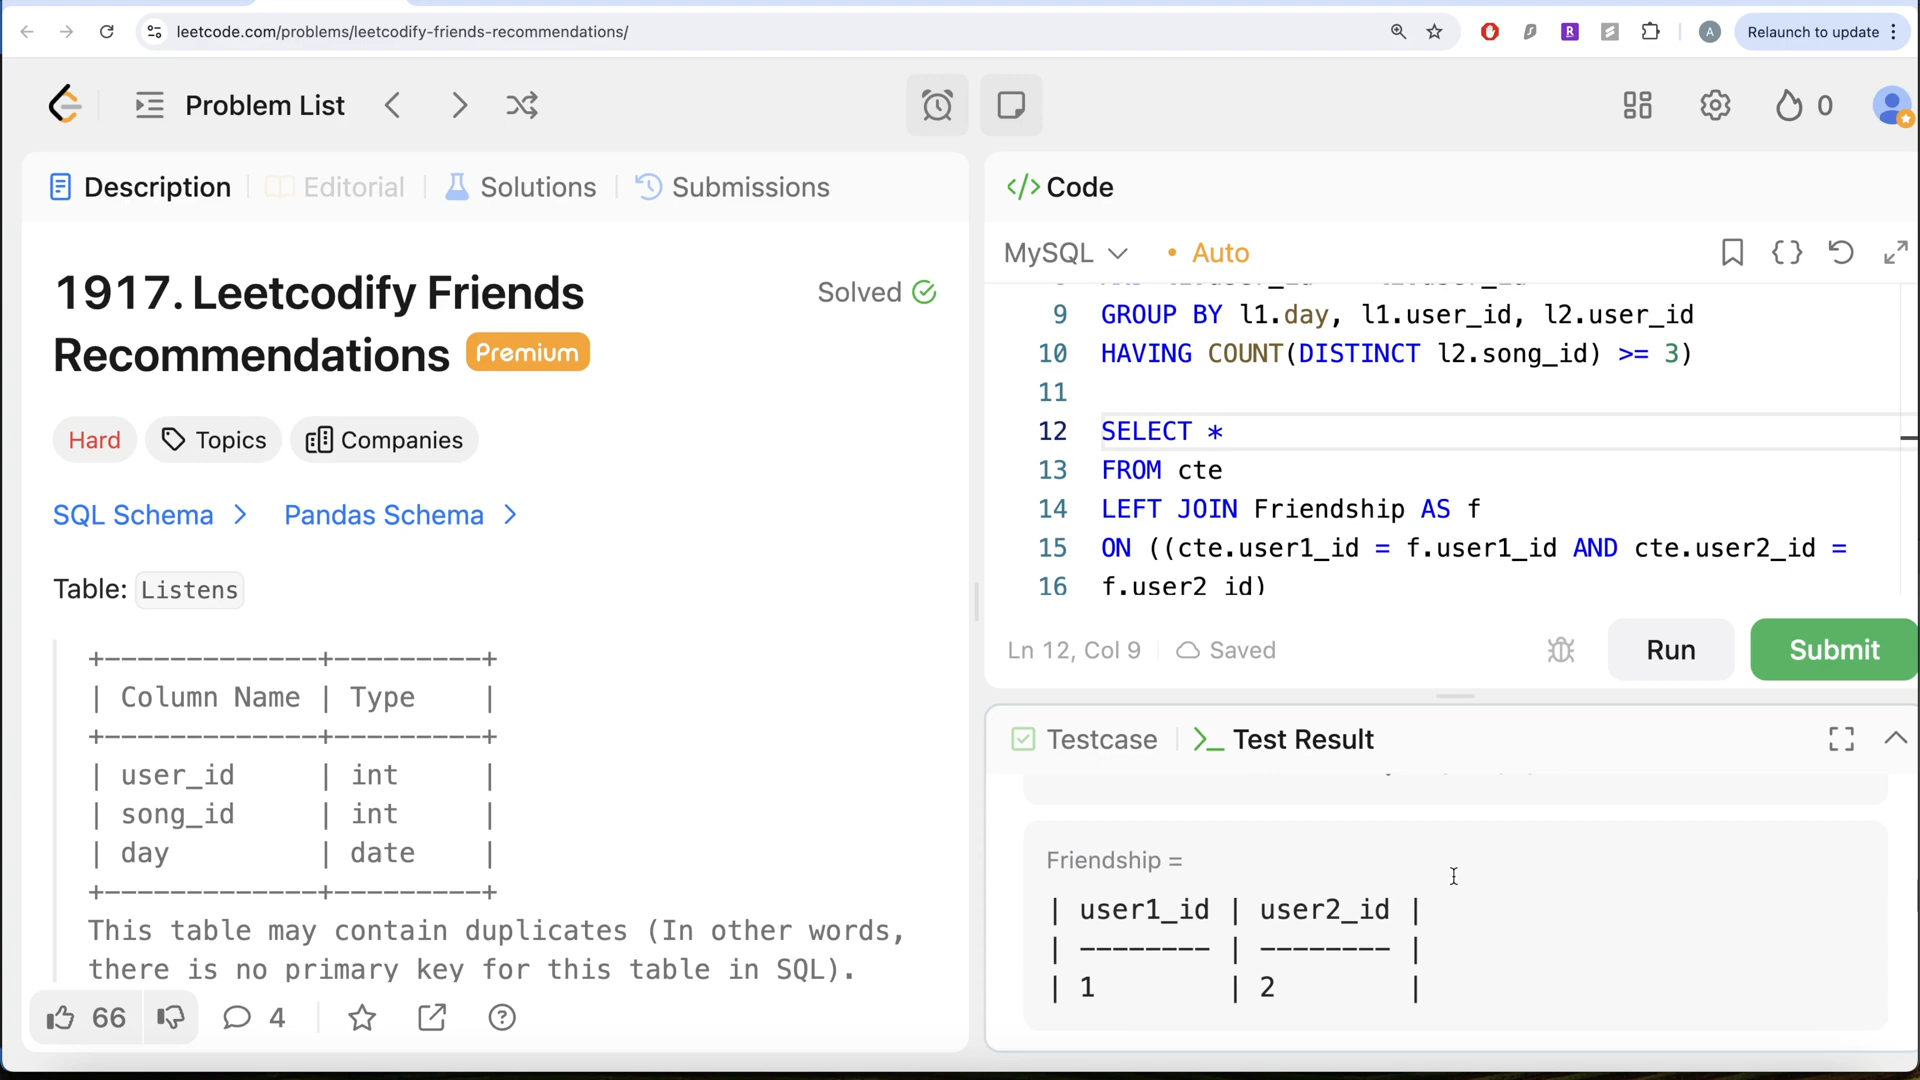 leetcode.com/problems/leetcodify-friends-recommendations/
R
A
Relaunch to update
Problem List
0
Description
Editorial
Solutions
Submissions
1917. Leetcodify Friends
Recommendations
Premium
Solved
Hard
Topics
Companies
SQL Schema
Pandas Schema
Table: Listens
+-------------+---------+
| Column Name | Type    |
+-------------+---------+
| user_id     | int     |
| song_id     | int     |
| day         | date    |
+-------------+---------+
This table may contain duplicates (In other words,
there is no primary key for this table in SQL).
66
4
</> Code
MySQL
• Auto
9 GROUP BY l1.day, l1.user_id, l2.user_id
10 HAVING COUNT(DISTINCT l2.song_id) >= 3)
11
12 SELECT *
13 FROM cte
14 LEFT JOIN Friendship AS f
15 ON ((cte.user1_id = f.user1_id AND cte.user2_id =
16 f.user2_id)
Ln 12, Col 9
Saved
Run
Submit
Testcase
Test Result
Friendship =
| user1_id | user2_id |
| -------- | -------- |
| 1        | 2        |